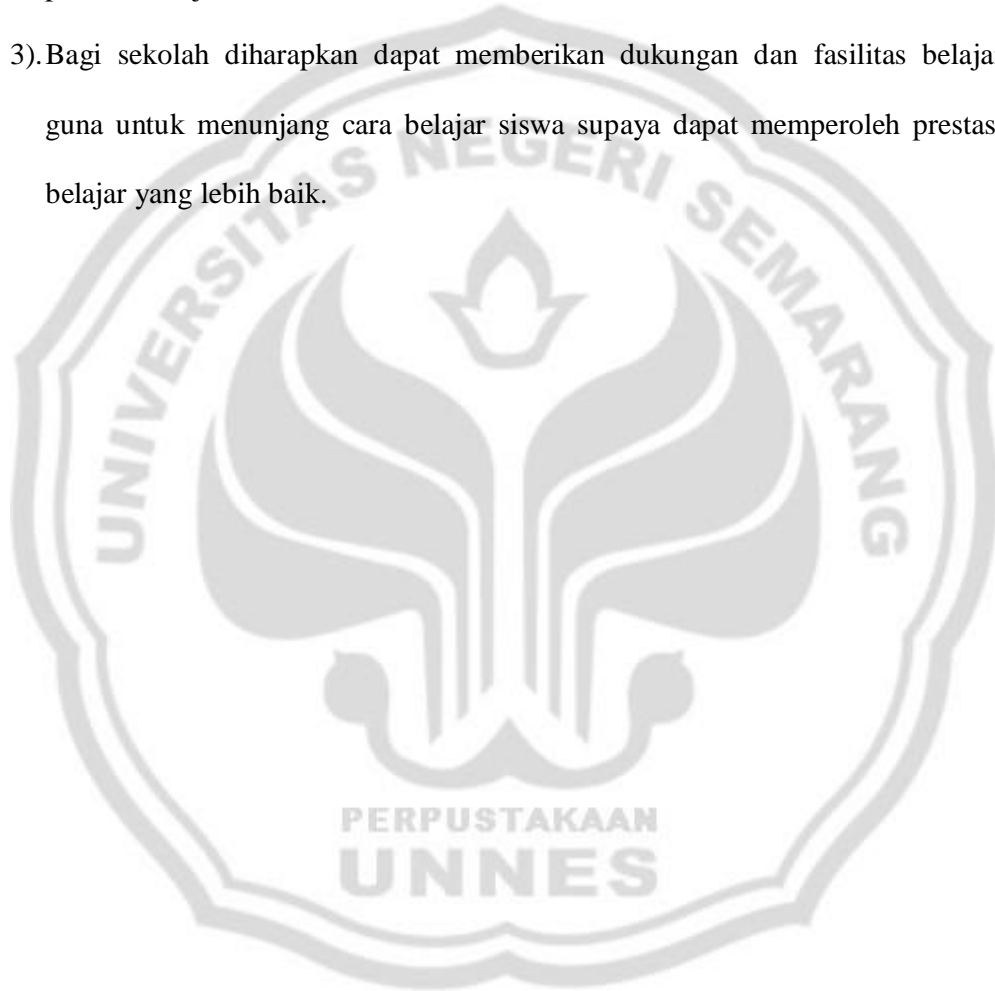 3). Bagi sekolah diharapkan dapat memberikan dukungan dan fasilitas belaja
guna untuk menunjang cara belajar siswa supaya dapat memperoleh prestas
belajar yang lebih baik.
UNIVERSITAS NEGERI SEMARANG
PERPUSTAKAAN
UNNES